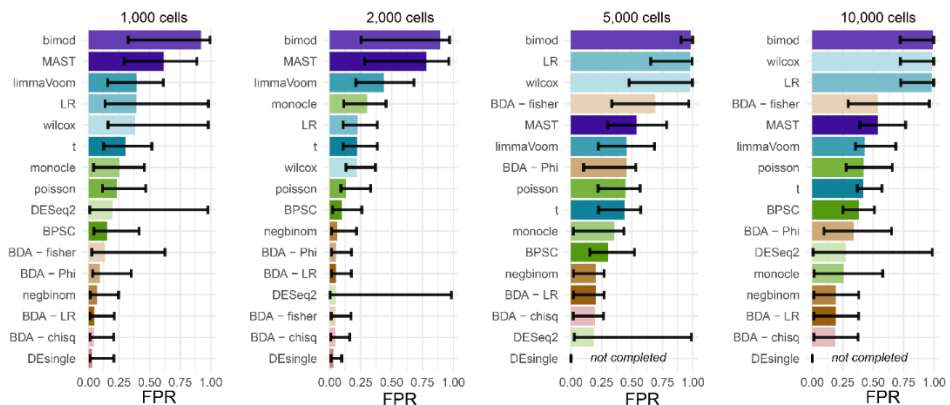 1,000 cells
bimod
MAST
limmaVoom
LR
wilcox
t
monocle
poisson
DESeq2
BPSC
BDA – fisher
BDA – Phi
negbinom
BDA – LR
BDA – chisq
DEsingle
0.00 0.25 0.50 0.75 1.00
FPR
2,000 cells
bimod
MAST
limmaVoom
monocle
LR
t
wilcox
poisson
BPSC
negbinom
BDA – Phi
BDA – LR
DESeq2
BDA – fisher
BDA – chisq
DEsingle
0.00 0.25 0.50 0.75 1.00
FPR
5,000 cells
bimod
LR
wilcox
BDA – fisher
MAST
limmaVoom
BDA – Phi
poisson
t
monocle
BPSC
negbinom
BDA – LR
BDA – chisq
DESeq2
DEsingle not completed
0.00 0.25 0.50 0.75 1.00
FPR
10,000 cells
bimod
wilcox
LR
BDA – fisher
MAST
limmaVoom
poisson
t
BPSC
BDA – Phi
DESeq2
monocle
negbinom
BDA – LR
BDA – chisq
DEsingle not completed
0.00 0.25 0.50 0.75 1.00
FPR